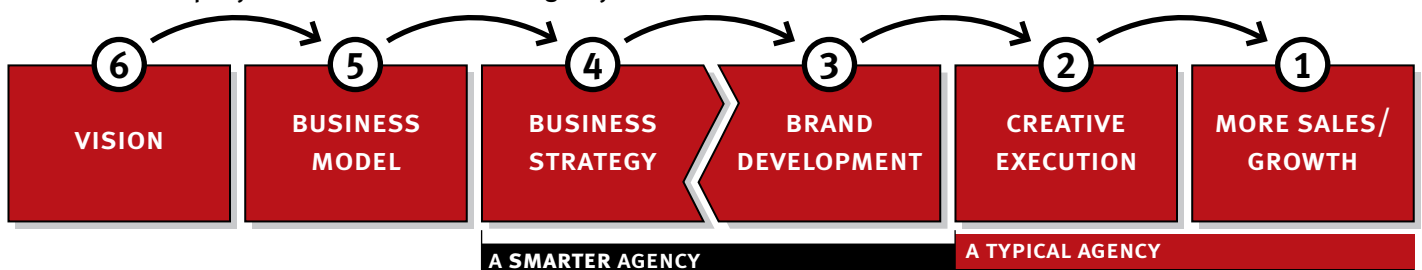 6
5
4
3
2
1
VISION
BUSINESS
MODEL
BUSINESS
STRATEGY
BRAND
DEVELOPMENT
CREATIVE
EXECUTION
MORE SALES/
GROWTH
A SMARTER AGENCY
A TYPICAL AGENCY